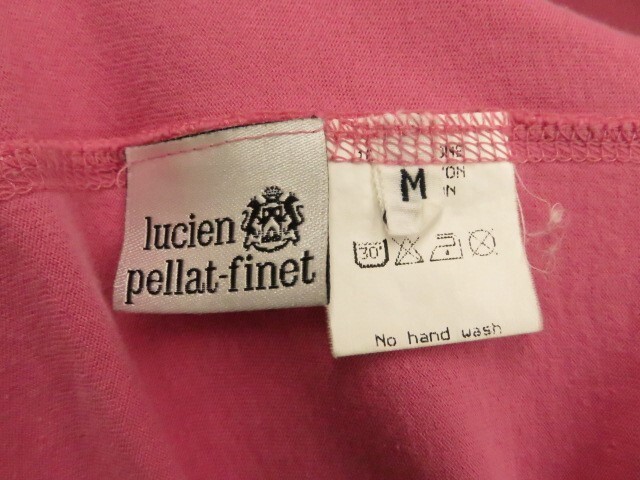 lucien
pellat-finet
M
30°
No hand wash